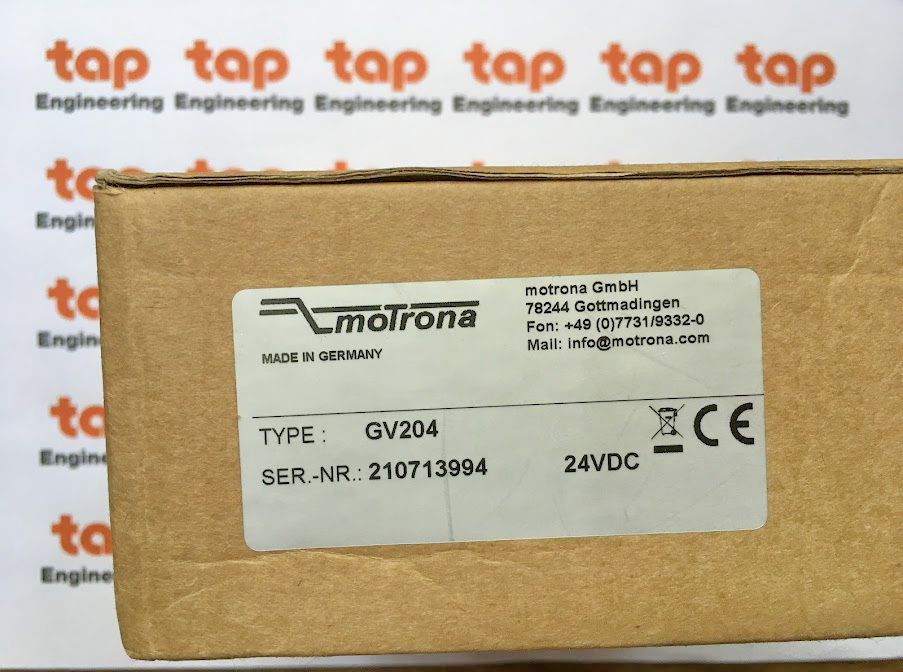 tap tap tap tap tap tap
Engineering Engineering Engineering Engineering Engineering Engineering
motrona
MADE IN GERMANY
motrona GmbH
78244 Gottmadingen
Fon: +49 (0)7731/9332-0
Mail: info@motrona.com
TYPE : GV204
SER.-NR.: 210713994
24VDC
CE